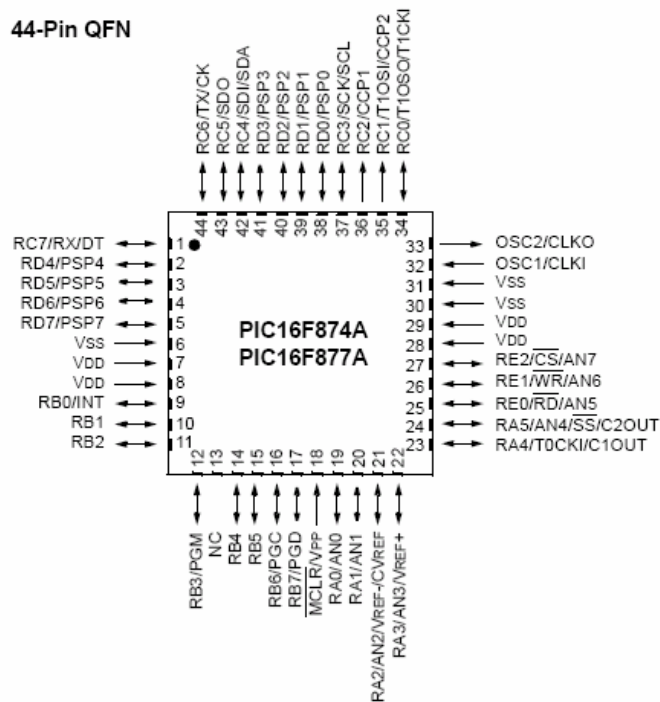 44-Pin QFN
RC6/TX/CK
RC5/SDO
RC4/SDI/SDA
RD3/PSP3
RD2/PSP2
RD1/PSP1
RD0/PSP0
RC3/SCK/SCL
RC2/CCP1
RC1/T1OSI/CCP2
RC0/T1OSO/T1CKI
44
43
42
41
40
39
38
37
36
35
34
RC7/RX/DT 1
RD4/PSP4 2
RD5/PSP5 3
RD6/PSP6 4
RD7/PSP7 5
VSS 6
VDD 7
VDD 8
RB0/INT 9
RB1 10
RB2 11
PIC16F874A
PIC16F877A
33 OSC2/CLKO
32 OSC1/CLKI
31 VSS
30 VSS
29 VDD
28 VDD
27 RE2/CS/AN7
26 RE1/WR/AN6
25 RE0/RD/AN5
24 RA5/AN4/SS/C2OUT
23 RA4/T0CKI/C1OUT
12
13
14
15
16
17
18
19
20
21
22
RB3/PGM
NC
RB4
RB5
RB6/PGC
RB7/PGD
MCLR/VPP
RA0/AN0
RA1/AN1
RA2/AN2/VREF-/CVREF
RA3/AN3/VREF+